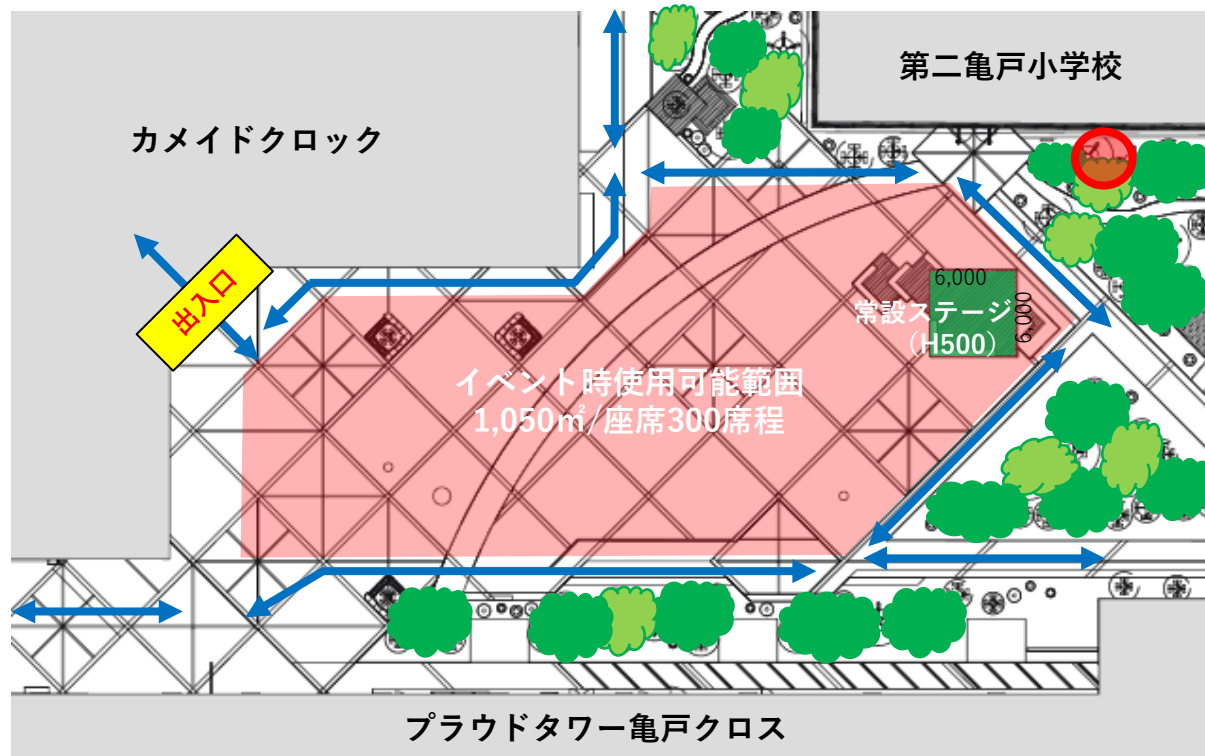 第二亀戸小学校
カメイドクロック
出入口
6,000
6,000
常設ステージ
（H500）
イベント時使用可能範囲
1,050㎡/座席300席程
プラウドタワー亀戸クロス